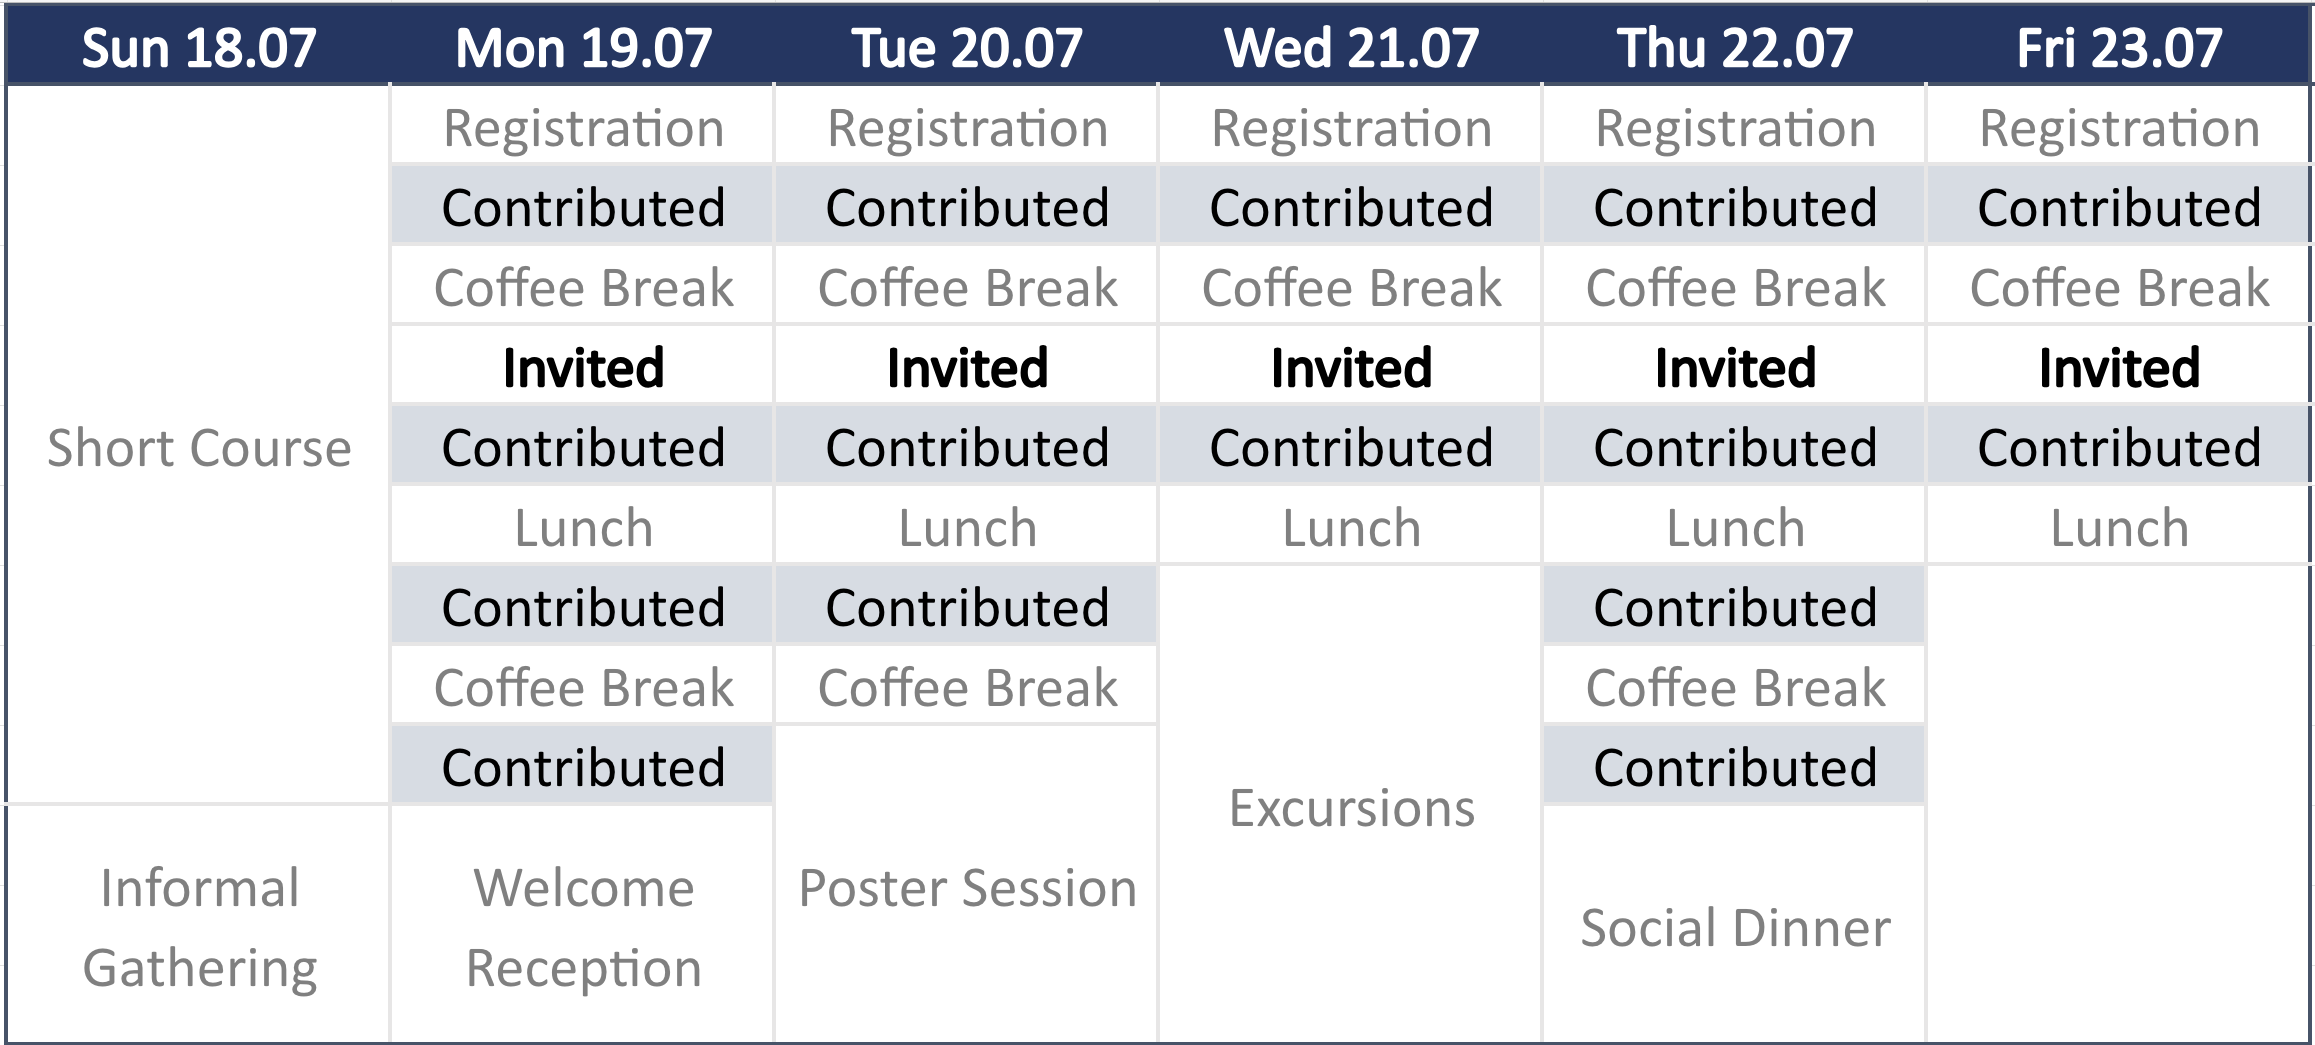 Sun 18.07 Mon 19.07 Tue 20.07 Wed 21.07 Thu 22.07 Fri 23.07
Registration Registration Registration Registration Registration
Contributed Contributed Contributed Contributed Contributed
Coffee Break Coffee Break Coffee Break Coffee Break Coffee Break
Invited Invited Invited Invited Invited
Short Course Contributed Contributed Contributed Contributed Contributed
Lunch Lunch Lunch Lunch Lunch
Contributed Contributed Contributed
Coffee Break Coffee Break Coffee Break
Contributed Contributed
Excursions
Informal Welcome Poster Session
Social Dinner
Gathering Reception